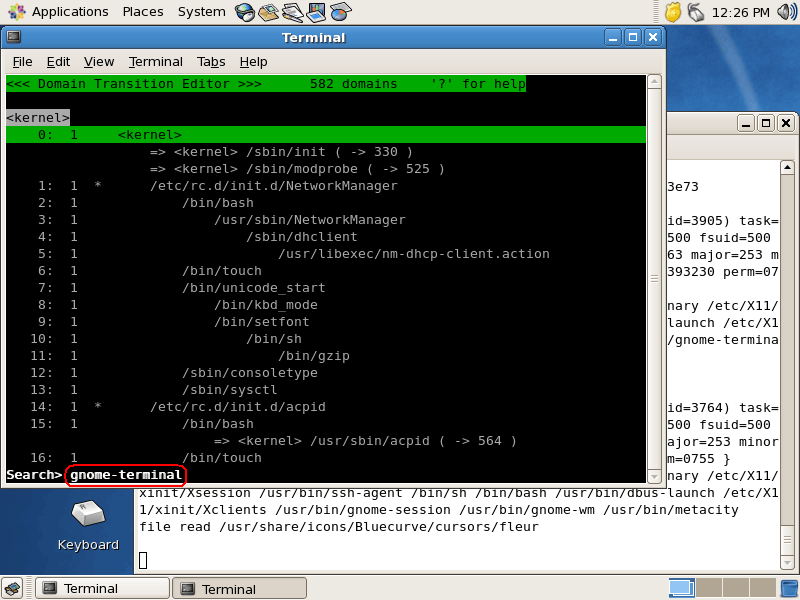 Applications Places System 12:26 PM
Terminal
File Edit View Terminal Tabs Help
<<< Domain Transition Editor >>> 582 domains '?' for help
<kernel>
0: 1 <kernel>
=> <kernel> /sbin/init ( -> 330 )
=> <kernel> /sbin/modprobe ( -> 525 )
1: 1 * /etc/rc.d/init.d/NetworkManager
2: 1 /bin/bash
3: 1 /usr/sbin/NetworkManager
4: 1 /sbin/dhclient
5: 1 /usr/libexec/nm-dhcp-client.action
6: 1 /bin/touch
7: 1 /bin/unicode_start
8: 1 /bin/kbd_mode
9: 1 /bin/setfont
10: 1 /bin/sh
11: 1 /bin/gzip
12: 1 /sbin/consoletype
13: 1 /sbin/sysctl
14: 1 * /etc/rc.d/init.d/acpid
15: 1 /bin/bash
=> <kernel> /usr/sbin/acpid ( -> 564 )
16: 1 /bin/touch
Search> gnome-terminal
3e73
id=3905) task=
500 fsuid=500
63 major=253 m
393230 perm=07
nary /etc/X11/
launch /etc/X1
/gnome-termina
id=3764) task=
500 fsuid=500
ajor=253 minor
m=0755 }
nary /etc/X11/
xinit/Xsession /usr/bin/ssh-agent /bin/sh /bin/bash /usr/bin/dbus-launch /etc/X1
1/xinit/Xclients /usr/bin/gnome-session /usr/bin/gnome-wm /usr/bin/metacity
file read /usr/share/icons/Bluecurve/cursors/fleur
Keyboard
Terminal Terminal